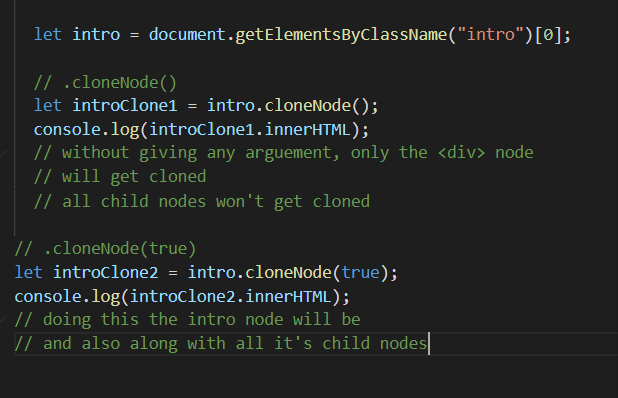 let intro = document.getElementsByClassName("intro")[0];
// .cloneNode()
let introClone1 = intro.cloneNode();
console.log(introClone1.innerHTML);
// without giving any arguement, only the <div> node
// will get cloned
// all child nodes won't get cloned
// .cloneNode(true)
let introClone2 = intro.cloneNode(true);
console.log(introClone2.innerHTML);
// doing this the intro node will be
// and also along with all it's child nodes